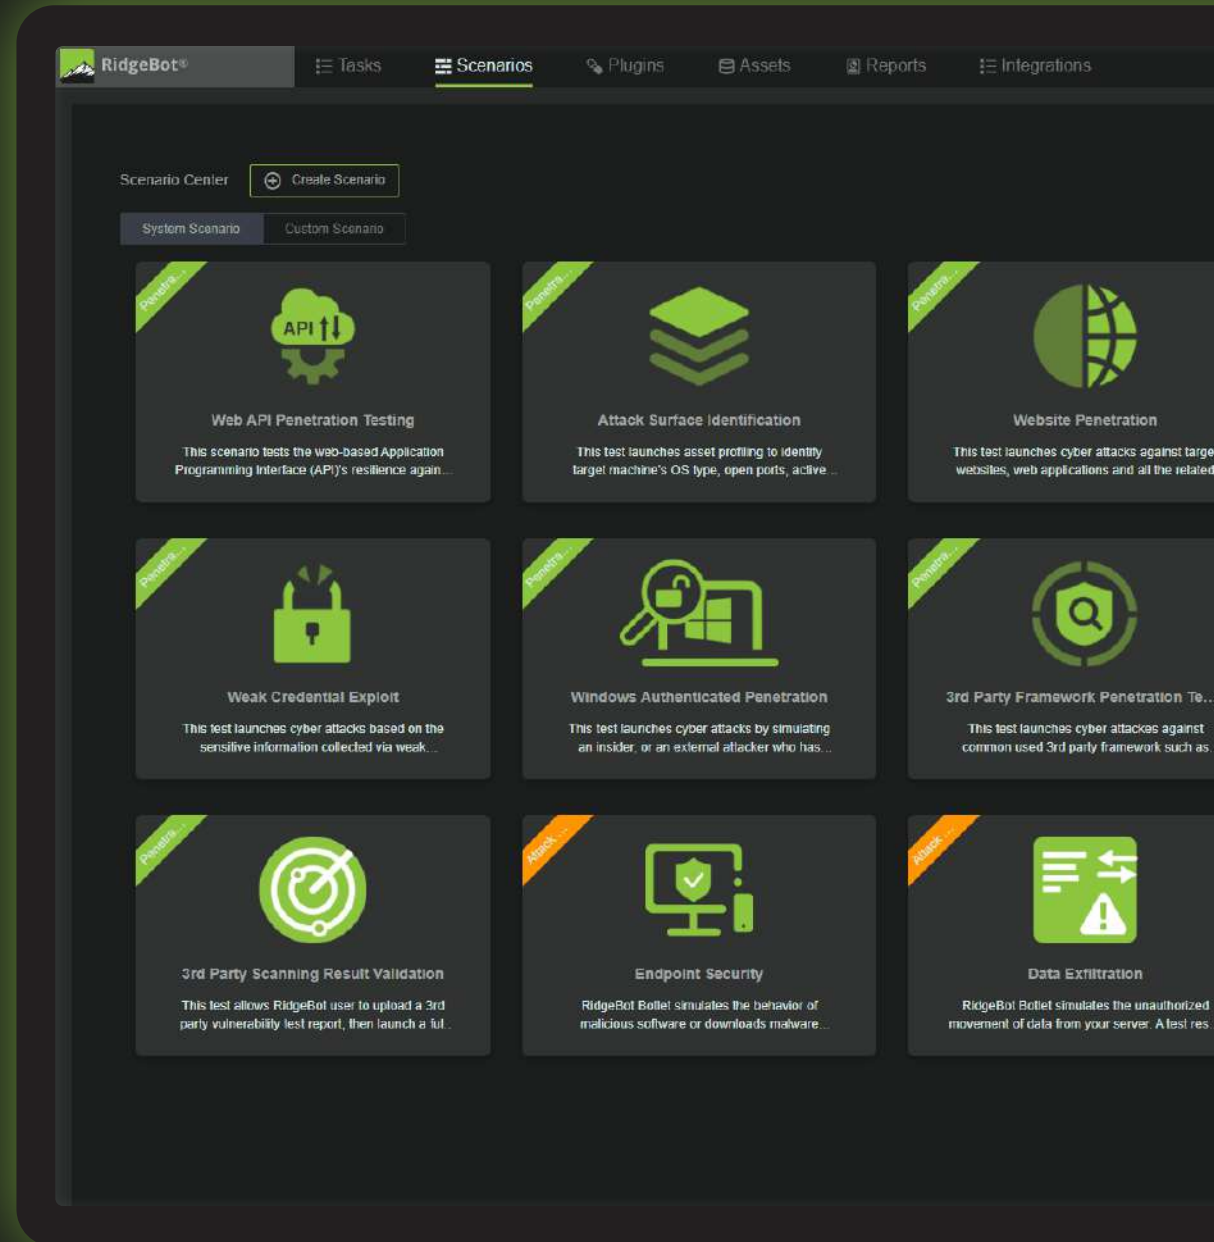 RidgeBot®
Tasks
Scenarios
Plugins
Assets
Reports
Integrations
Scenario Center
Create Scenario
System Scenario
Custom Scenario
Penetra...
API
Web API Penetration Testing
This scenario tests the web-based Application
Programming Interface (API)'s resilience again...
Penetra...
Attack Surface Identification
This test launches asset profiling to identify
target machine's OS type, open ports, active...
Penetra...
Website Penetration
This test launches cyber attacks against targe
websites, web applications and all the related
Penetra...
Weak Credential Exploit
This test launches cyber attacks based on the
sensitive information collected via weak...
Penetra...
Windows Authenticated Penetration
This test launches cyber attacks by simulating
an insider, or an external attacker who has...
Penetra...
3rd Party Framework Penetration Te...
This test launches cyber attackes against
common used 3rd party framework such as.
Penetra...
3rd Party Scanning Result Validation
This test allows RidgeBot user to upload a 3rd
party vulnerability test report, then launch a ful..
Attack ...
Endpoint Security
RidgeBot Botlet simulates the behavior of
malicious software or downloads malware...
Attack ...
Data Exfiltration
RidgeBot Botlet simulates the unauthorized
movement of data from your server. A test res..